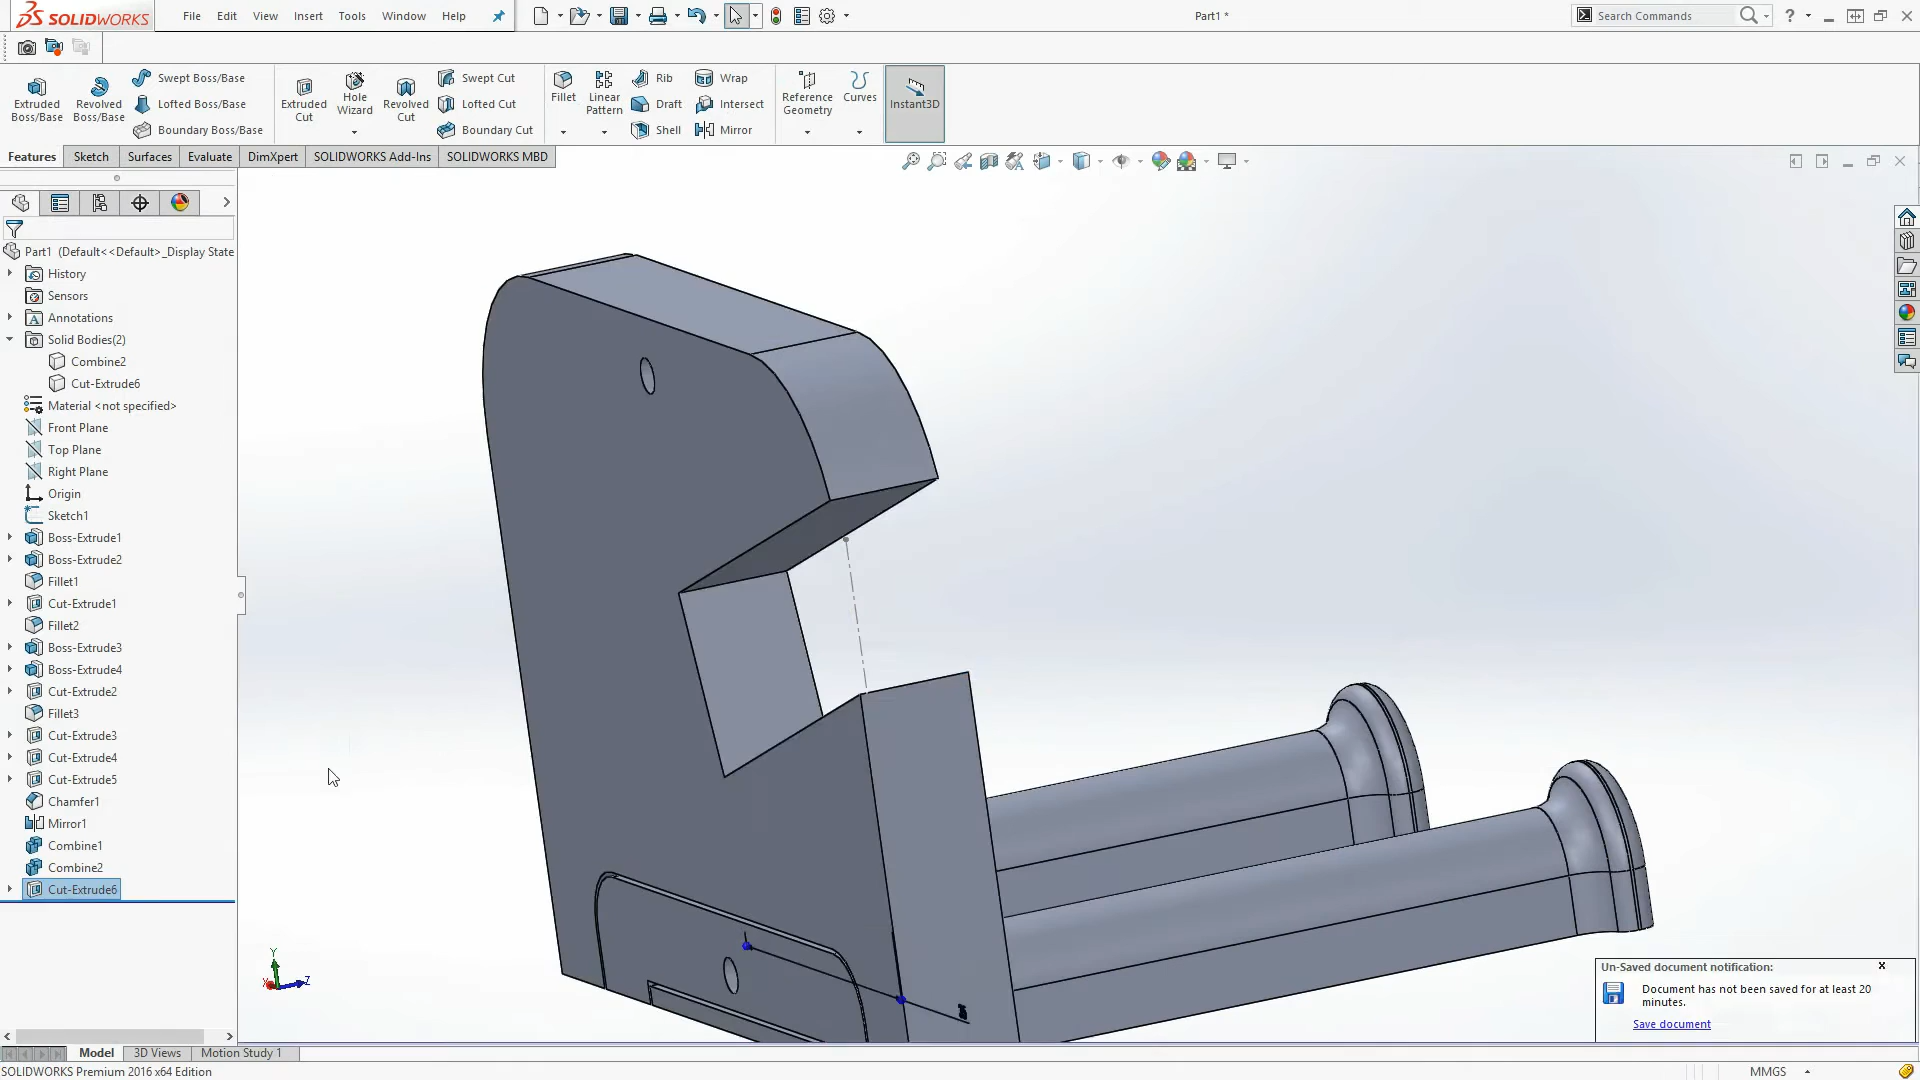 SOLIDWORKS
File Edit View Insert Tools Window Help
Part1 *
Search Commands
?
Extruded Boss/Base
Revolved Boss/Base
Swept Boss/Base
Lofted Boss/Base
Boundary Boss/Base
Extruded Cut
Hole Wizard
Revolved Cut
Swept Cut
Lofted Cut
Boundary Cut
Fillet
Linear Pattern
Rib
Draft
Shell
Wrap
Intersect
Mirror
Reference Geometry
Curves
Instant3D
Features Sketch Surfaces Evaluate DimXpert SOLIDWORKS Add-Ins SOLIDWORKS MBD
Part1 (Default<<Default>_Display State
History
Sensors
Annotations
Solid Bodies(2)
Combine2
Cut-Extrude6
Material <not specified>
Front Plane
Top Plane
Right Plane
Origin
Sketch1
Boss-Extrude1
Boss-Extrude2
Fillet1
Cut-Extrude1
Fillet2
Boss-Extrude3
Boss-Extrude4
Cut-Extrude2
Fillet3
Cut-Extrude3
Cut-Extrude4
Cut-Extrude5
Chamfer1
Mirror1
Combine1
Combine2
Cut-Extrude6
Y
X
Z
Un-Saved document notification: x
Document has not been saved for at least 20
minutes.
Save document
Model 3D Views Motion Study 1
SOLIDWORKS Premium 2016 x64 Edition
MMGS